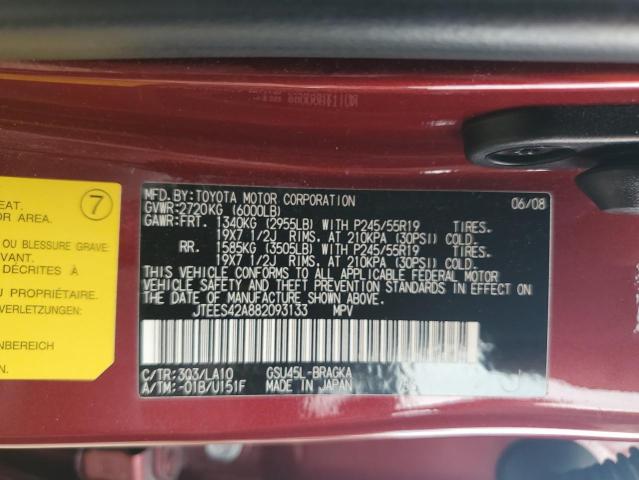 MFD.BY:TOYOTA MOTOR CORPORATION 06/08
GVWR:2720KG (6000LB)
GAWR:FRT. 1340KG (2955LB) WITH P245/55R19 TIRES.
19X7 1/2J RIMS. AT 210KPA (30PSI) COLD.
RR. 1585KG (3505LB) WITH P245/55R19 TIRES.
19X7 1/2J RIMS. AT 210KPA (30PSI) COLD.
THIS VEHICLE CONFORMS TO ALL APPLICABLE FEDERAL MOTOR
VEHICLE SAFETY AND THEFT PREVENTION STANDARDS IN EFFECT ON
THE DATE OF MANUFACTURE SHOWN ABOVE.
JTEES42A882093133 MPV
C/TR:3Q3/LA10 GSU45L-BRAGKA
A/TM:-01B/U151F MADE IN JAPAN
7
EAT.
OR AREA.
OU BLESSURE GRAVE
VANT.
DÉCRITES À
U PROPRIÉTAIRE.
VERLETZUNG.
NBEREICH